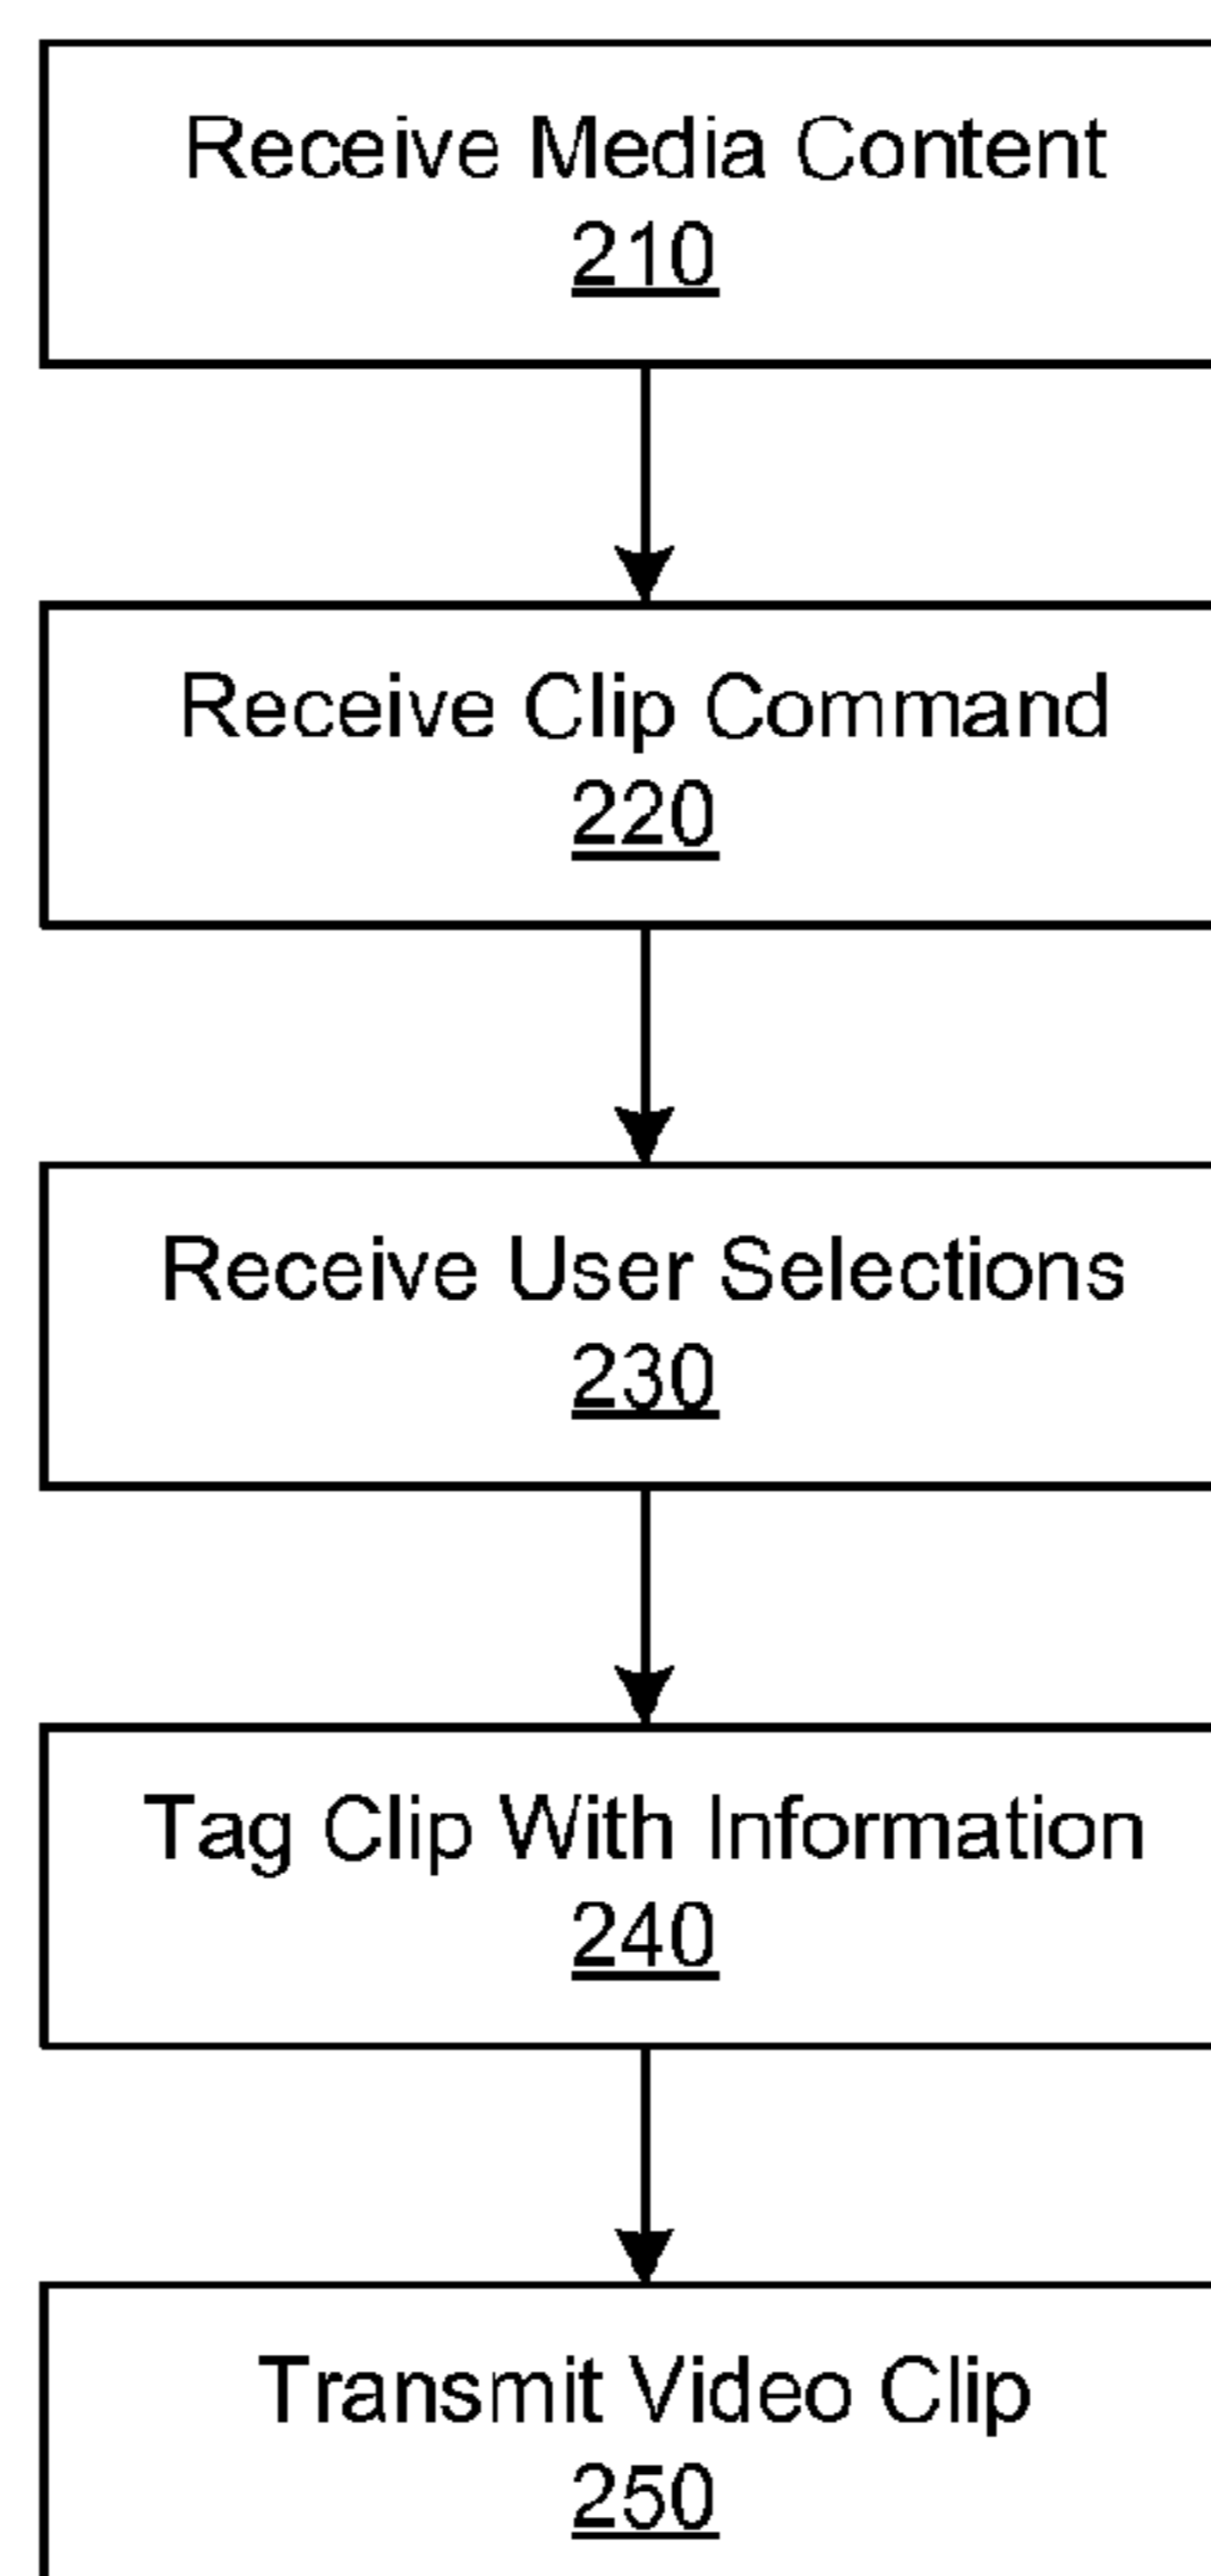 Receive Media Content
210
Receive Clip Command
220
Receive User Selections
230
Tag Clip With Information
240
Transmit Video Clip
250